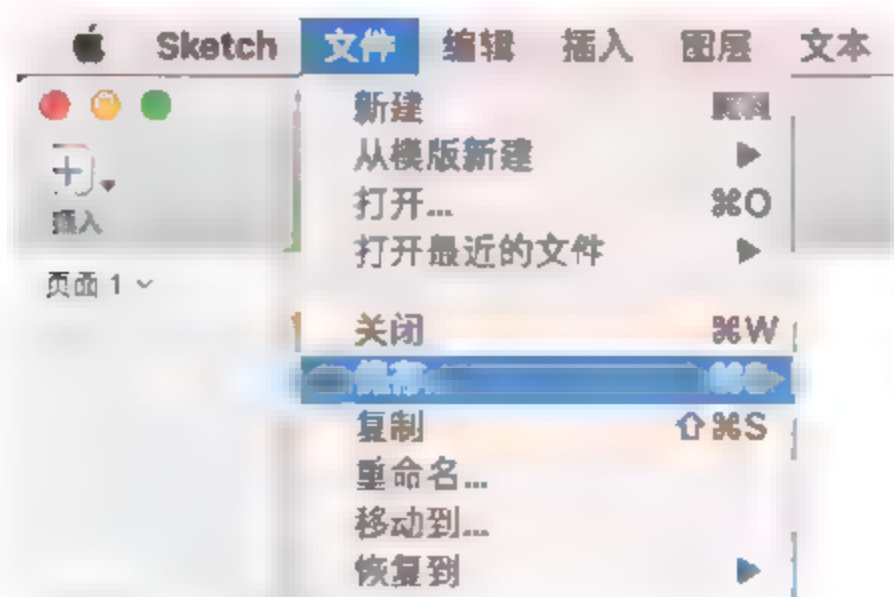 Sketch 文件 编辑 插入 图层 文本
新建
从模版新建 ▶
插入
打开... ⌘O
打开最近的文件 ▶
页面 1
关闭 ⌘W
复制 ⇧⌘S
重命名...
移动到...
恢复到 ▶